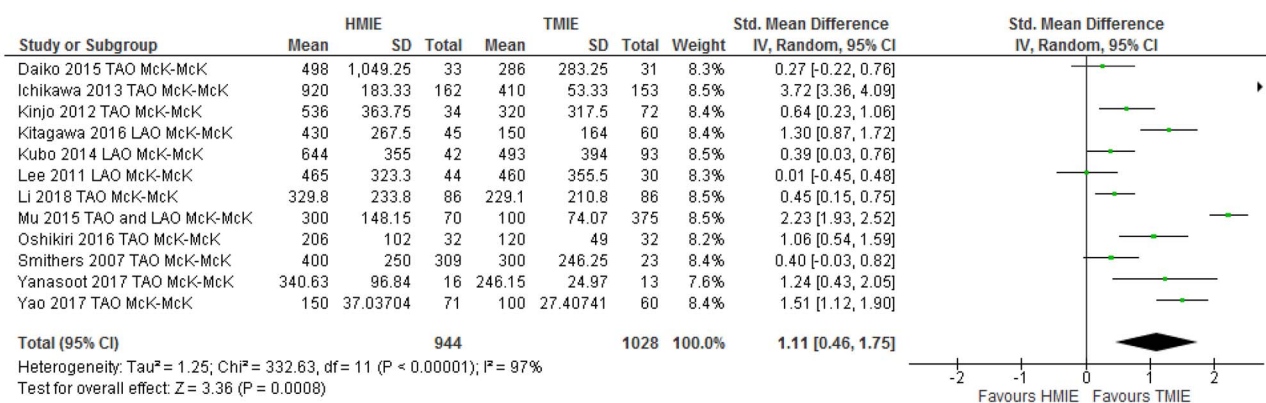 HMIE TMIE Std. Mean Difference Std. Mean Difference
Study or Subgroup Mean SD Total Mean SD Total Weight IV, Random, 95% CI IV, Random, 95% CI
Daiko 2015 TAO McK-McK 498 1,049.25 33 286 283.25 31 8.3% 0.27 [-0.22, 0.76]
Ichikawa 2013 TAO McK-McK 920 183.33 162 410 53.33 153 8.5% 3.72 [3.36, 4.09]
Kinjo 2012 TAO McK-McK 536 363.75 34 320 317.5 72 8.4% 0.64 [0.23, 1.06]
Kitagawa 2016 LAO McK-McK 430 267.5 45 150 164 60 8.4% 1.30 [0.87, 1.72]
Kubo 2014 LAO McK-McK 644 355 42 493 394 93 8.5% 0.39 [0.03, 0.76]
Lee 2011 LAO McK-McK 465 323.3 44 460 355.5 30 8.4% 0.01 [-0.45, 0.48]
Li 2018 TAO McK-McK 329.8 233.8 86 229.1 210.8 86 8.5% 0.45 [0.15, 0.75]
Mu 2015 TAO and LAO McK-McK 300 148.15 70 100 74.07 375 8.5% 2.23 [1.93, 2.52]
Oshikiri 2016 TAO McK-McK 206 102 32 120 49 32 8.2% 1.06 [0.54, 1.59]
Smithers 2007 TAO McK-McK 400 250 309 300 246.25 23 8.4% 0.40 [-0.03, 0.82]
Yanasoot 2017 TAO McK-McK 340.63 96.84 16 246.15 24.97 13 7.6% 1.24 [0.43, 2.05]
Yao 2017 TAO McK-McK 150 37.03704 71 100 27.40741 60 8.4% 1.51 [1.12, 1.90]
Total (95% CI) 944 1028 100.0% 1.11 [0.46, 1.75]
Heterogeneity: Tau² = 1.25; Chi² = 332.63, df = 11 (P < 0.00001); I² = 97%
Test for overall effect: Z = 3.36 (P = 0.0008)
-2 -1 0 1 2
Favours HMIE Favours TMIE